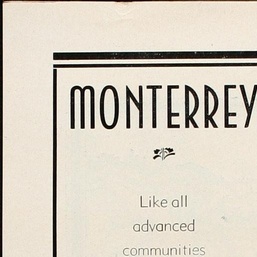 MONTERREY
Like all
advanced
communities